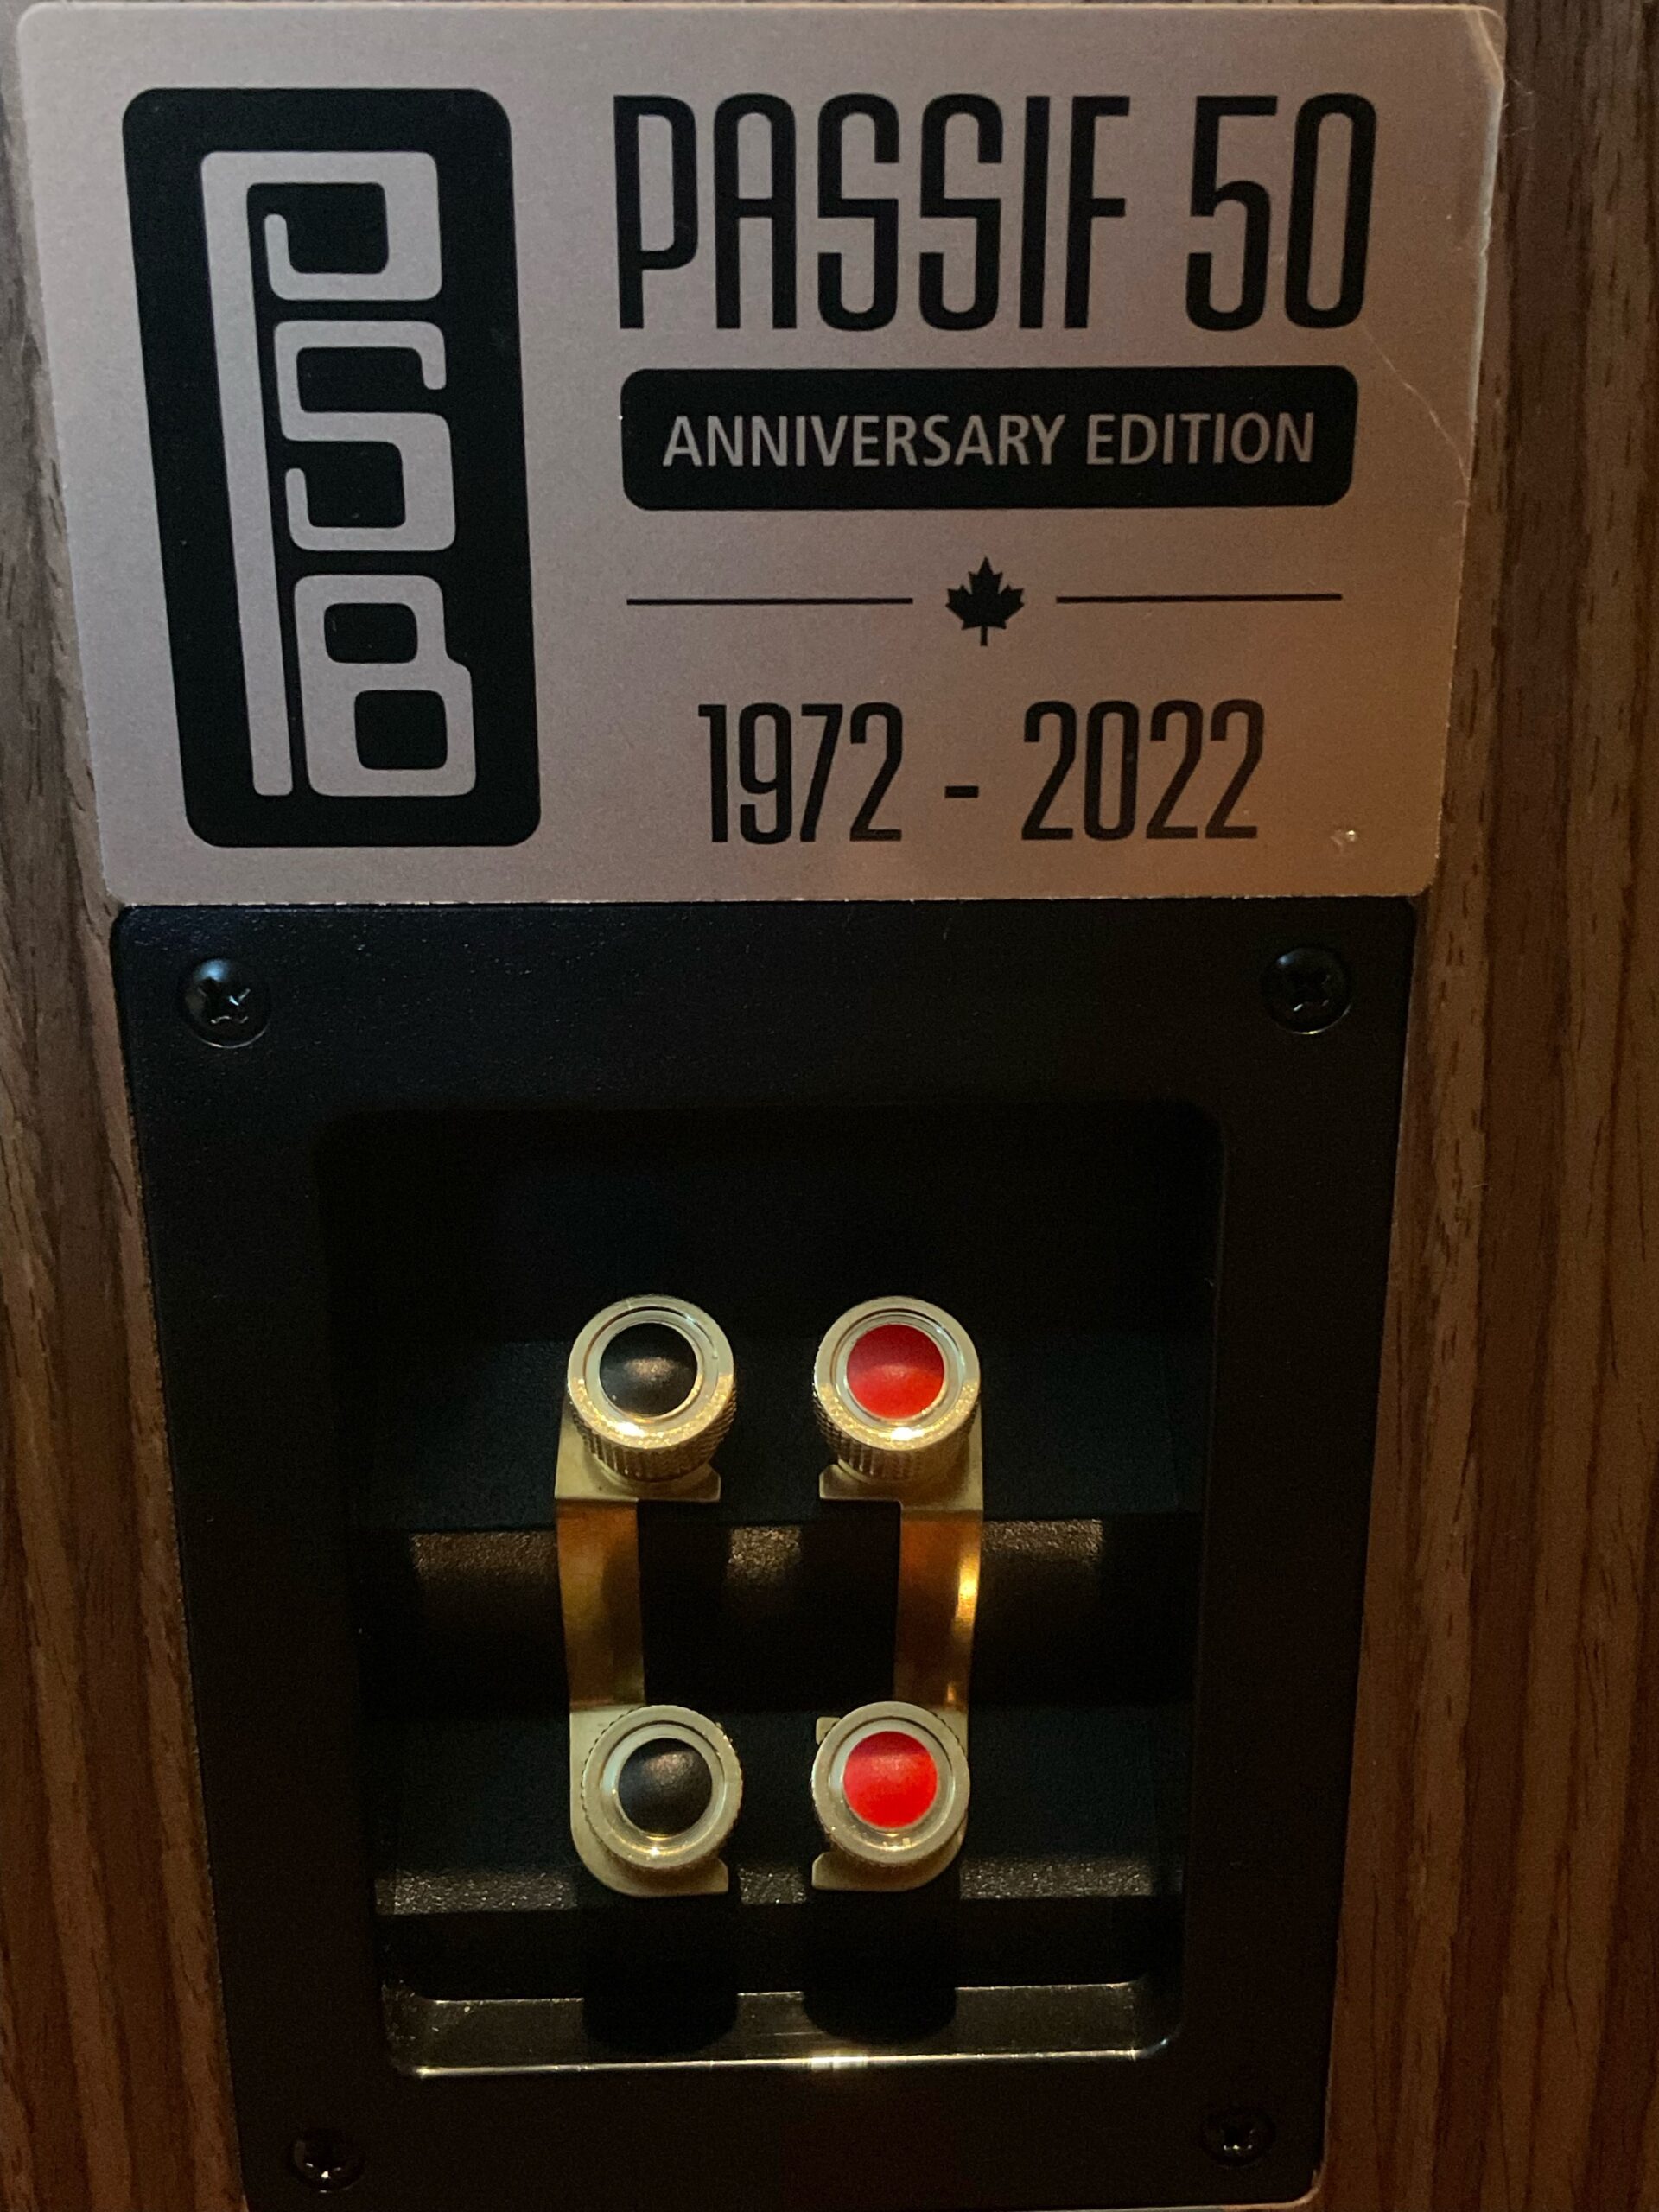 PSB
PASSIF 50
ANNIVERSARY EDITION
1972 - 2022